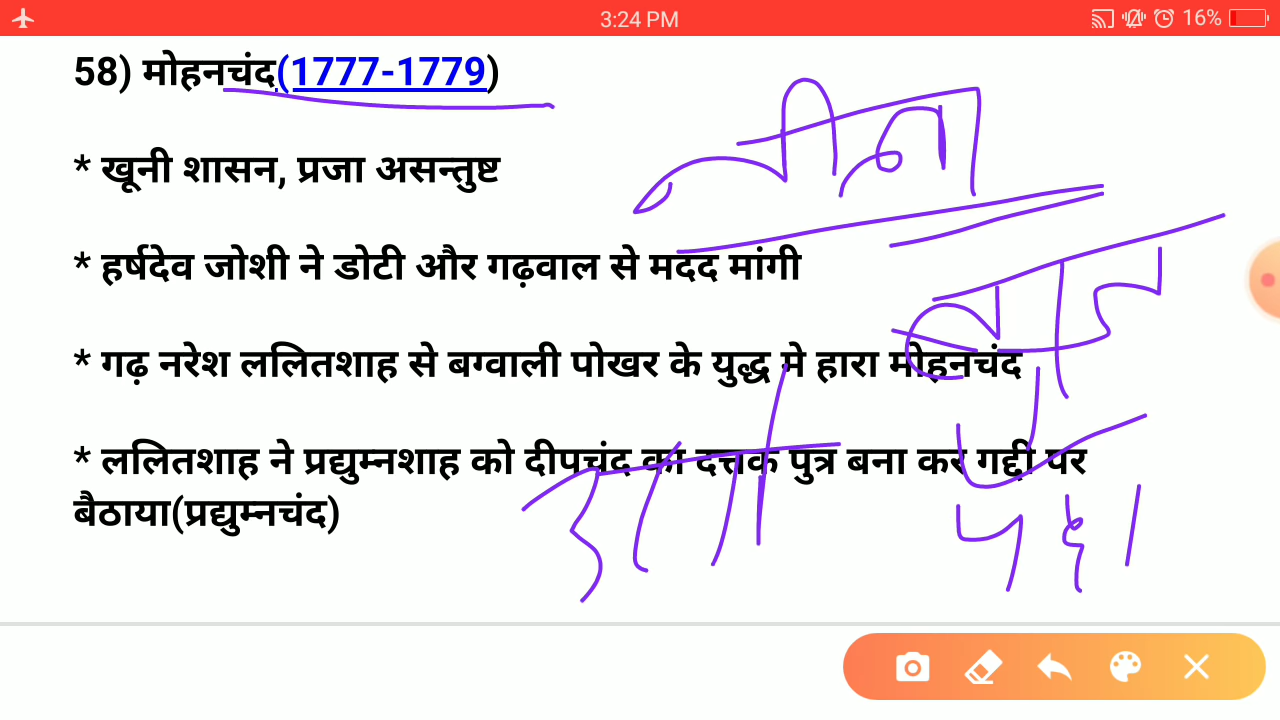 3:24 PM
16%
58) मोहनचंद(1777-1779)
* खूनी शासन, प्रजा असन्तुष्ट
* हर्षदेव जोशी ने डोटी और गढ़वाल से मदद मांगी
* गढ़ नरेश ललितशाह से बग्वाली पोखर के युद्ध मे हारा मोहनचंद
* ललितशाह ने प्रद्युम्नशाह को दीपचंद का दत्तक पुत्र बना कर गद्दी पर
बैठाया(प्रद्युम्नचंद)